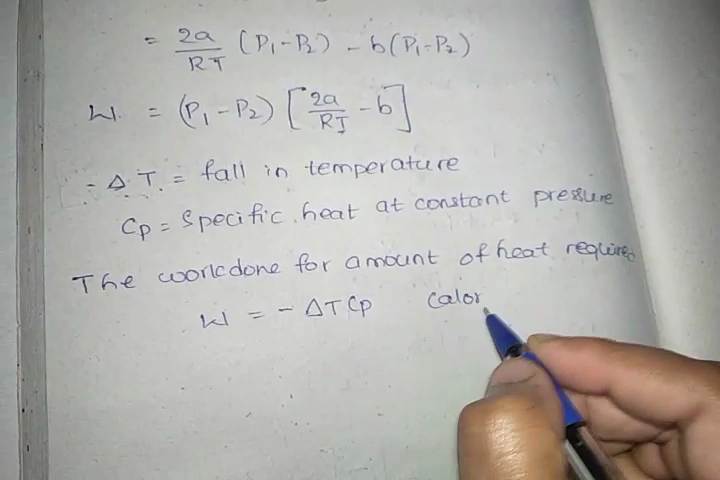 = 2a/RT (P₁-P₂) - b(P₁-P₂)
W. = (P₁-P₂) [2a/RT - b]
- Δ T. = fall in temperature
Cp = Specific heat at constant pressure
The workdone for amount of heat required
W = - ΔT Cp calor